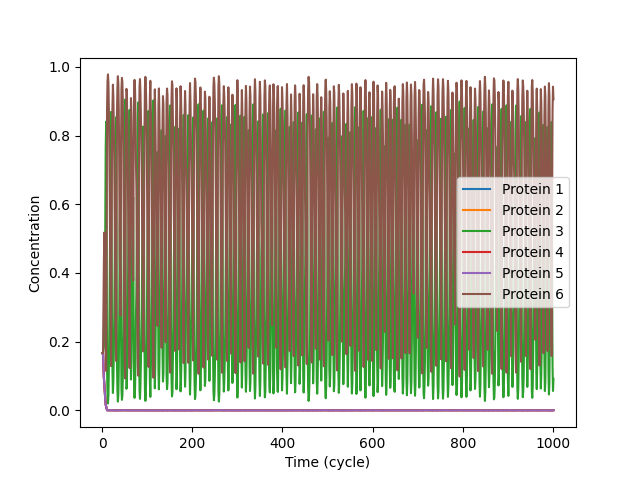 1.0
0.8
0.6
0.4
0.2
0.0
Concentration
Protein 1
Protein 2
Protein 3
Protein 4
Protein 5
Protein 6
0 200 400 600 800 1000
Time (cycle)